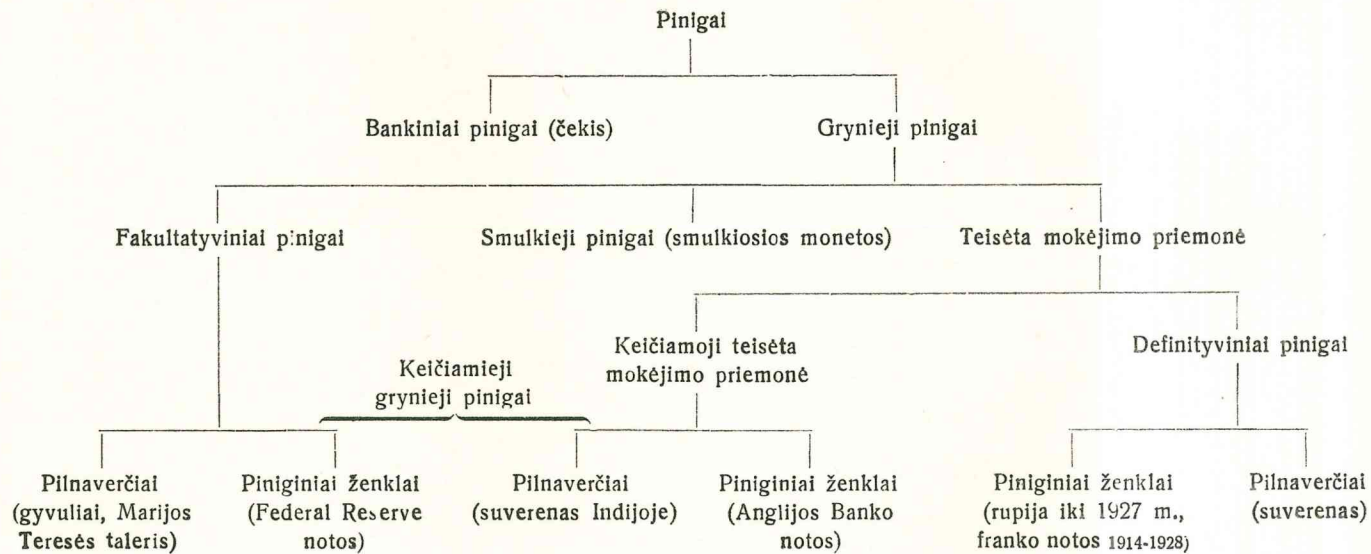 Pinigai
Bankiniai pinigai (čekis)
Grynieji pinigai
Fakultatyviniai pinigai
Smulkieji pinigai (smulkiosios monetos)
Teisėta mokėjimo priemonė
Keičiamieji
grynieji pinigai
Keičiamoji teisėta
mokėjimo priemonė
Definityviniai pinigai
Pilnaverčiai
(gyvuliai, Marijos
Teresės taleris)
Piniginiai ženklai
(Federal Reserve
notos)
Pilnaverčiai
(suverenas Indijoje)
Piniginiai ženklai
(Anglijos Banko
notos)
Piniginiai ženklai
(rupija iki 1927 m.,
franko notos 1914-1928)
Pilnaverčiai
(suverenas)